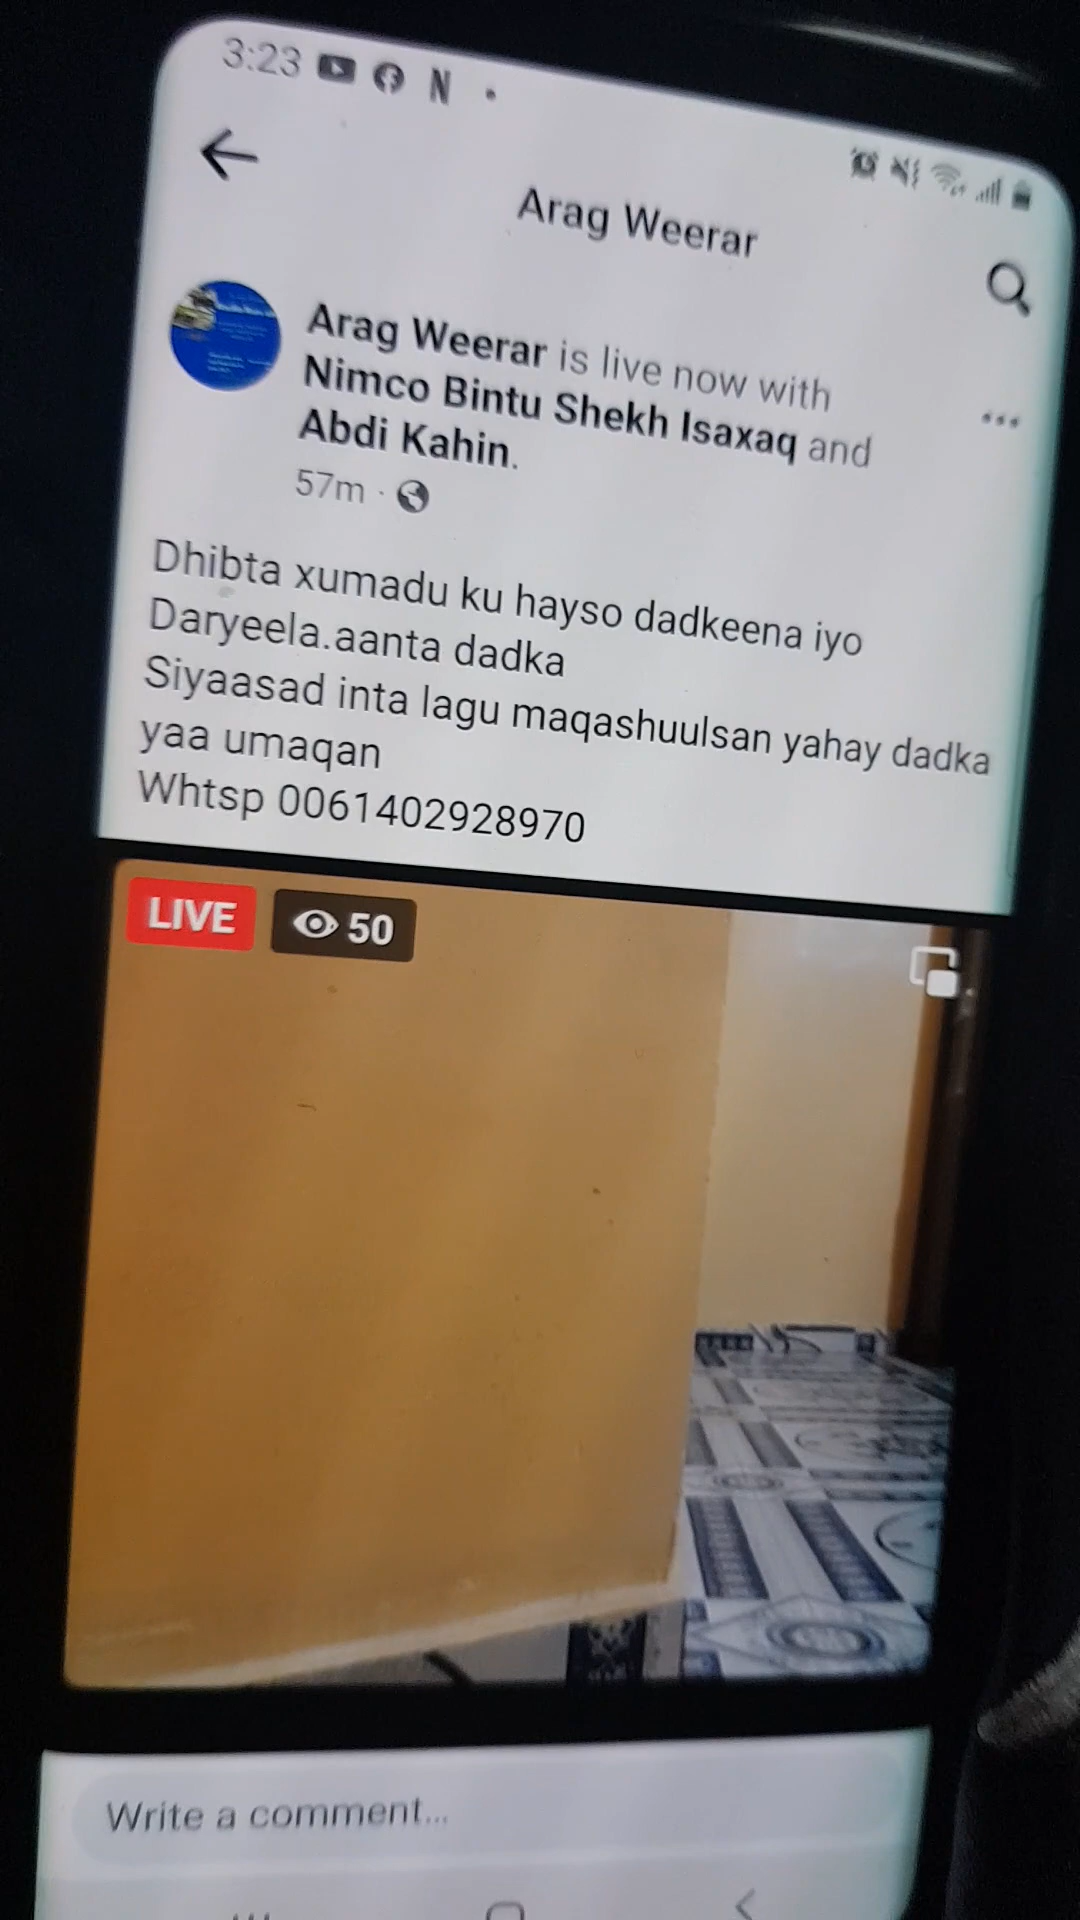 3:23
Arag Weerar
Arag Weerar is live now with
Nimco Bintu Shekh Isaxaq and
Abdi Kahin.
57m ·
Dhibta xumadu ku hayso dadkeena iyo
Daryeela.aanta dadka
Siyaasad inta lagu maqashuulsan yahay dadka
yaa umaqan
Whtsp 0061402928970
LIVE 50
Write a comment...